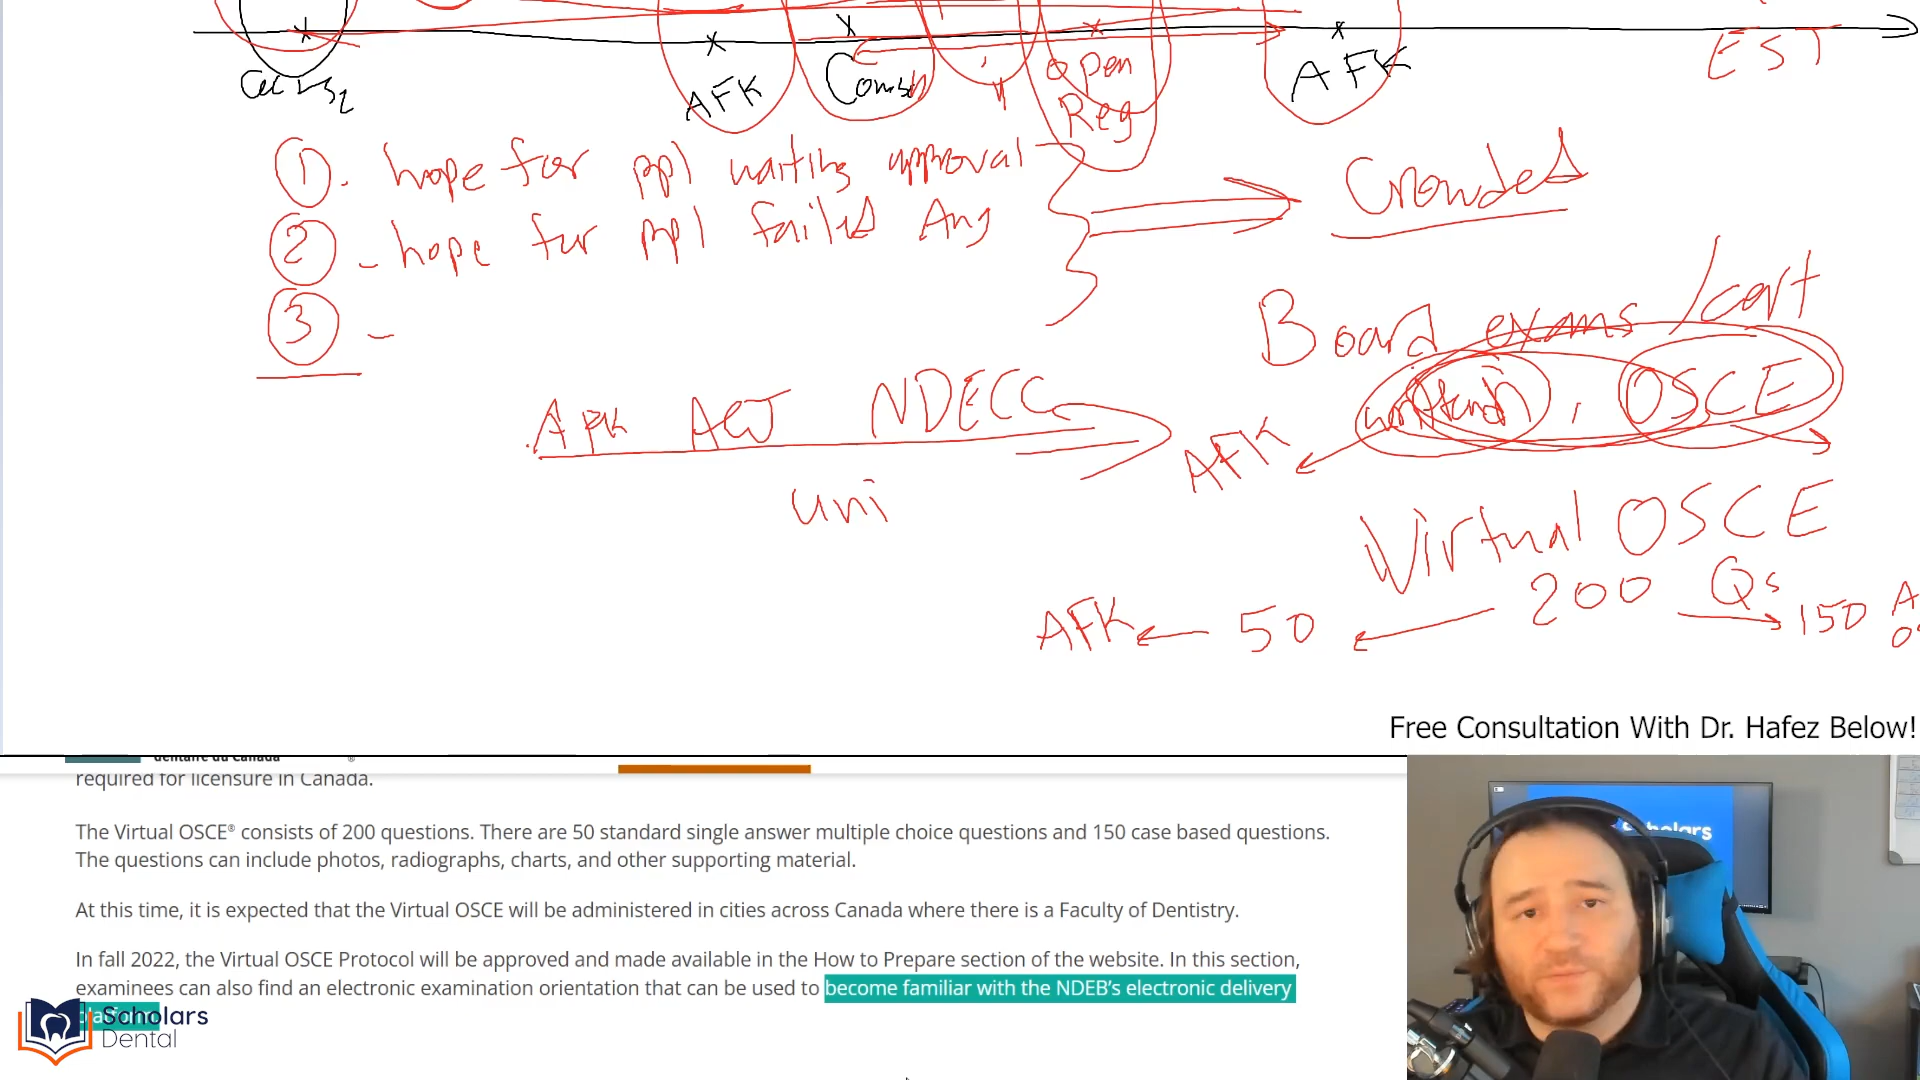 EST
AFK
Consul
open
Reg
AFK
1. hope for ppl waiting approval
Crowded
2 - hope for ppl failed Aug
3 -
Board exams /cert
AFK ACJ NDECC
written, OSCE
AFK
uni
Virtual OSCE
200 Qs
AFK 50 150
Free Consultation With Dr. Hafez Below!
dentaire du Canada ®
required for licensure in Canada.
The Virtual OSCE® consists of 200 questions. There are 50 standard single answer multiple choice questions and 150 case based questions.
The questions can include photos, radiographs, charts, and other supporting material.
At this time, it is expected that the Virtual OSCE will be administered in cities across Canada where there is a Faculty of Dentistry.
In fall 2022, the Virtual OSCE Protocol will be approved and made available in the How to Prepare section of the website. In this section,
examinees can also find an electronic examination orientation that can be used to become familiar with the NDEB's electronic delivery
Scholars
Dental